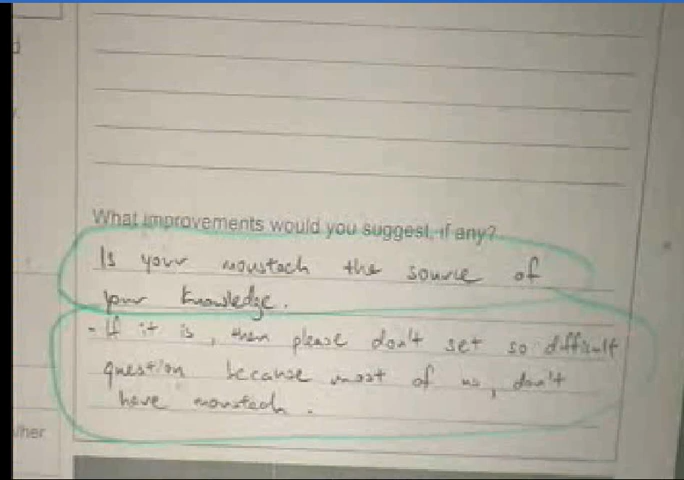 What improvements would you suggest, if any?
Is your moustach the source of
your knowledge.
- If it is, then please don't set so difficult
question because most of us, don't
have moustach.